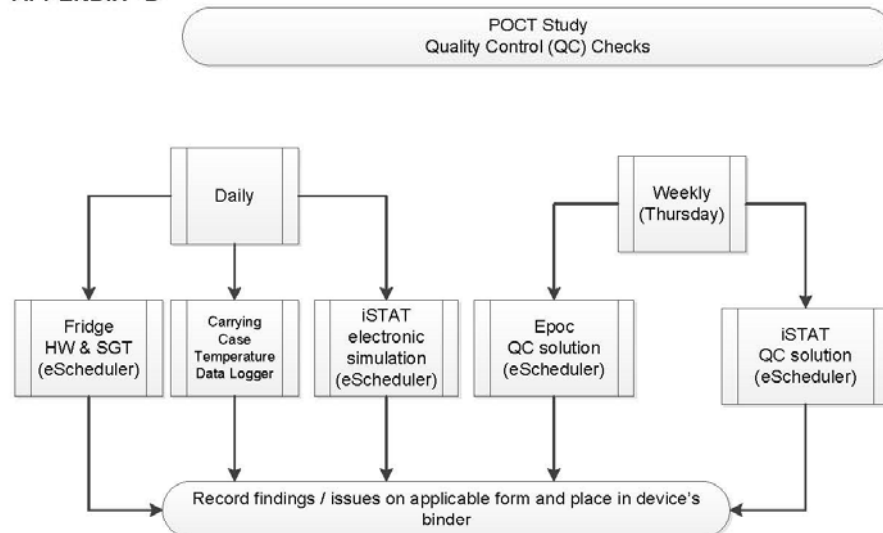 POCT Study
Quality Control (QC) Checks
Daily
Weekly
(Thursday)
Fridge
HW & SGT
(eScheduler)
Carrying
Case
Temperature
Data Logger
iSTAT
electronic
simulation
(eScheduler)
Epoc
QC solution
(eScheduler)
iSTAT
QC solution
(eScheduler)
Record findings / issues on applicable form and place in device's
binder